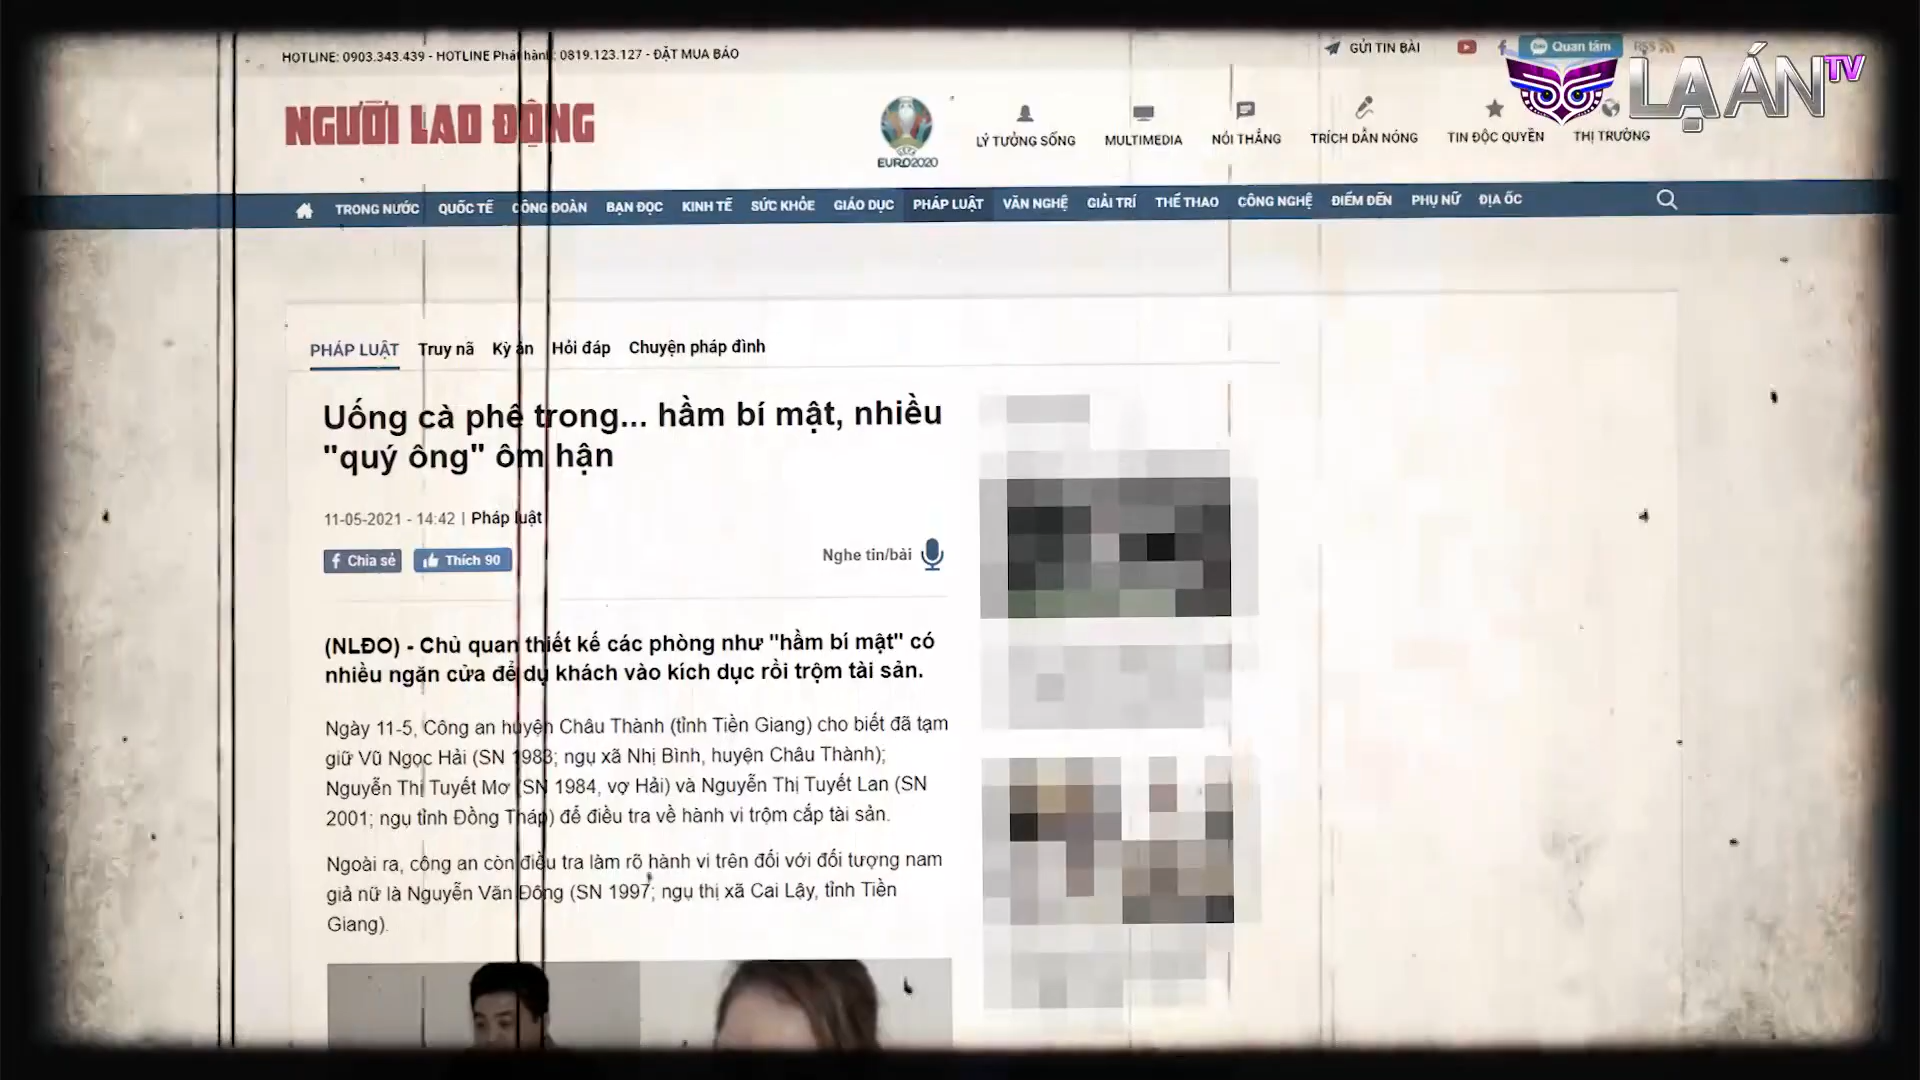 HOTLINE: 0903.343.439 - HOTLINE Phát hành: 0819.123.127 - ĐẶT MUA BÁO
GỬI TIN BÀI
Quan tâm
RSS
LẠ ÁN TV
NGƯỜI LAO ĐỘNG
UEFA
EURO2020
LÝ TƯỞNG SỐNG
MULTIMEDIA
NÓI THẲNG
TRÍCH DẪN NÓNG
TIN ĐỘC QUYỀN
THỊ TRƯỜNG
TRONG NƯỚC QUỐC TẾ CÔNG ĐOÀN BẠN ĐỌC KINH TẾ SỨC KHỎE GIÁO DỤC PHÁP LUẬT VĂN NGHỆ GIẢI TRÍ THỂ THAO CÔNG NGHỆ ĐIỂM ĐẾN PHỤ NỮ ĐỊA ỐC
PHÁP LUẬT Truy nã Kỳ án Hỏi đáp Chuyện pháp đình
Uống cà phê trong... hầm bí mật, nhiều
"quý ông" ôm hận
11-05-2021 - 14:42 | Pháp luật
Chia sẻ
Thích 90
Nghe tin/bài
(NLĐO) - Chủ quan thiết kế các phòng như "hầm bí mật" có
nhiều ngăn cửa để dụ khách vào kích dục rồi trộm tài sản.
Ngày 11-5, Công an huyện Châu Thành (tỉnh Tiền Giang) cho biết đã tạm
giữ Vũ Ngọc Hải (SN 1983; ngụ xã Nhị Bình, huyện Châu Thành);
Nguyễn Thị Tuyết Mơ (SN 1984, vợ Hải) và Nguyễn Thị Tuyết Lan (SN
2001; ngụ tỉnh Đồng Tháp) để điều tra về hành vi trộm cắp tài sản.
Ngoài ra, công an còn điều tra làm rõ hành vi trên đối với đối tượng nam
giả nữ là Nguyễn Văn Đông (SN 1997; ngụ thị xã Cai Lậy, tỉnh Tiền
Giang).